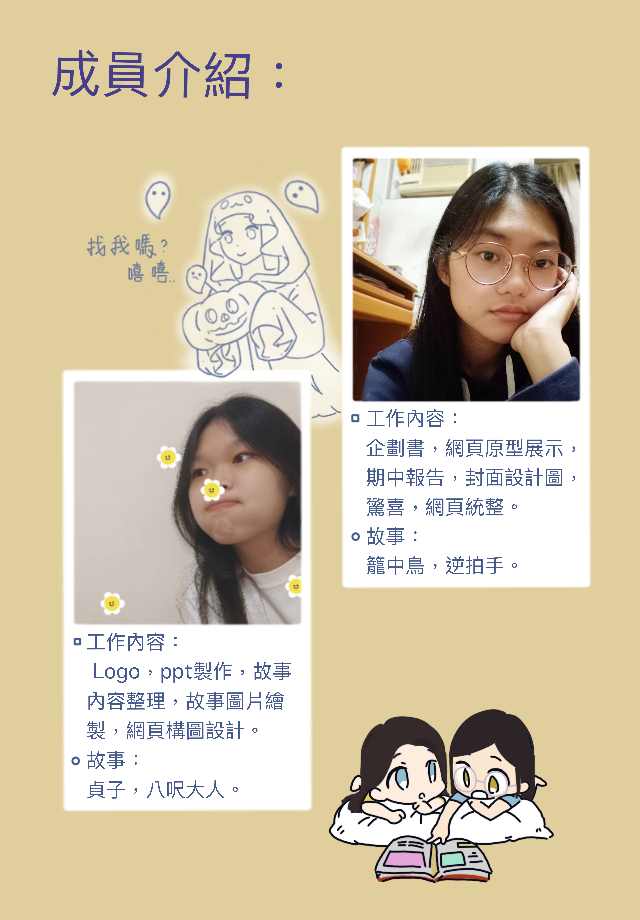 成員介紹：
找我嗎?
嘻嘻..
工作內容：
企劃書，網頁原型展示，
期中報告，封面設計圖，
驚喜，網頁統整。
故事：
籠中鳥，逆拍手。
工作內容：
Logo，ppt製作，故事
內容整理，故事圖片繪
製，網頁構圖設計。
故事：
貞子，八呎大人。